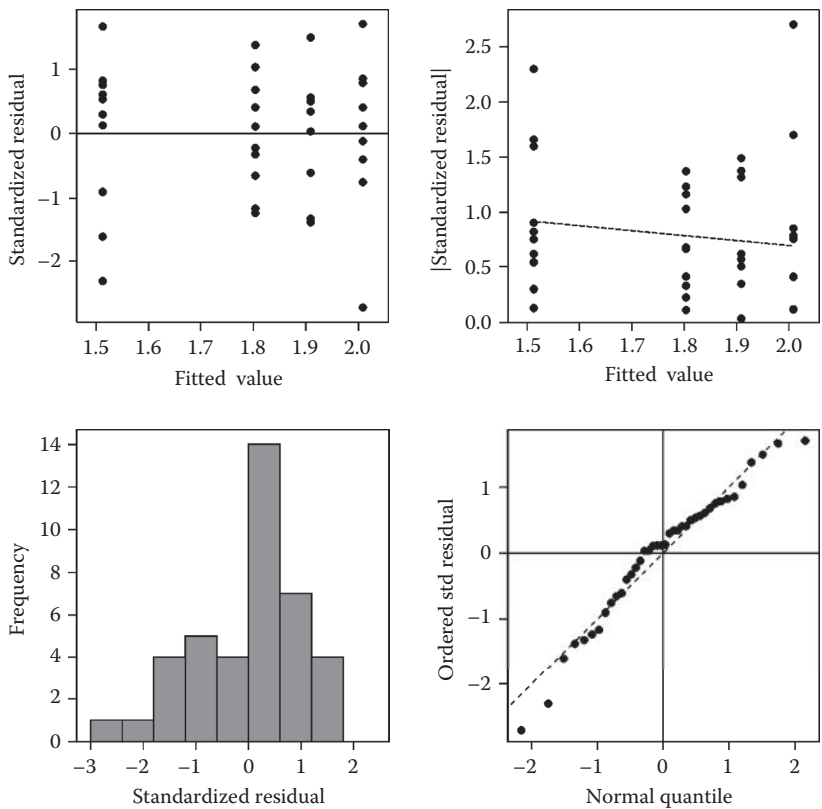 Standardized residual
1
0
−1
−2
1.5 1.6 1.7 1.8 1.9 2.0
Fitted value
|Standardized residual|
2.5
2.0
1.5
1.0
0.5
0.0
1.5 1.6 1.7 1.8 1.9 2.0
Fitted value
Frequency
14
12
10
8
6
4
2
0
−3 −2 −1 0 1 2
Standardized residual
Ordered std residual
1
0
−1
−2
−2 −1 0 1 2
Normal quantile